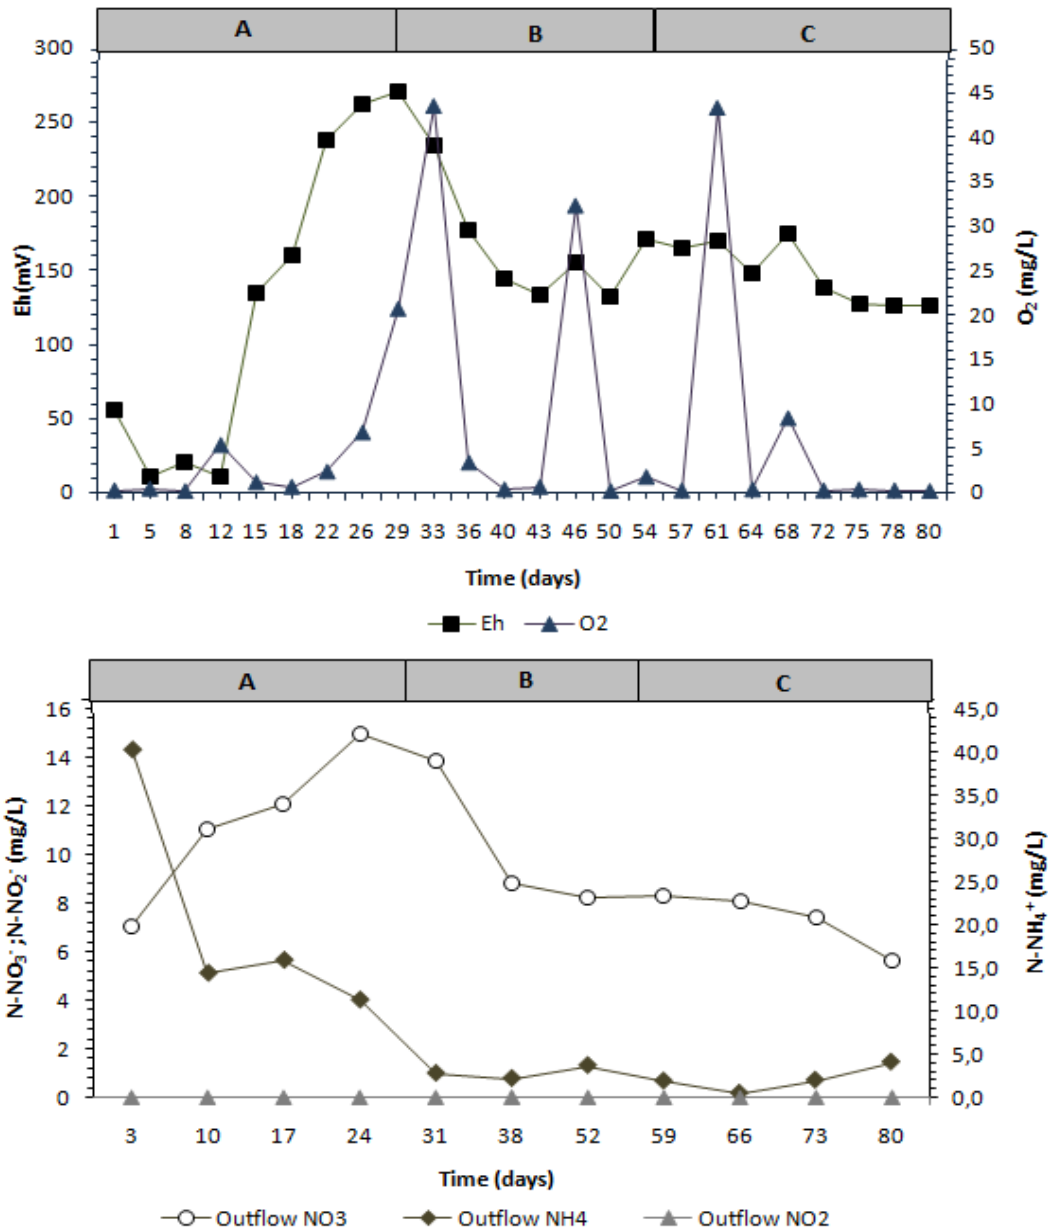 A B C
300 50
250 45
40
200 35
30
150 25
20
100 15
50 10
5
0 0
Eh(mV)
O2 (mg/L)
1 5 8 12 15 18 22 26 29 33 36 40 43 46 50 54 57 61 64 68 72 75 78 80
Time (days)
Eh O2
A B C
16 45,0
14 40,0
12 35,0
30,0
10 25,0
8 20,0
6 15,0
4 10,0
2 5,0
0 0,0
N-NO3-;N-NO2- (mg/L)
N-NH4+ (mg/L)
3 10 17 24 31 38 52 59 66 73 80
Time (days)
Outflow NO3 Outflow NH4 Outflow NO2